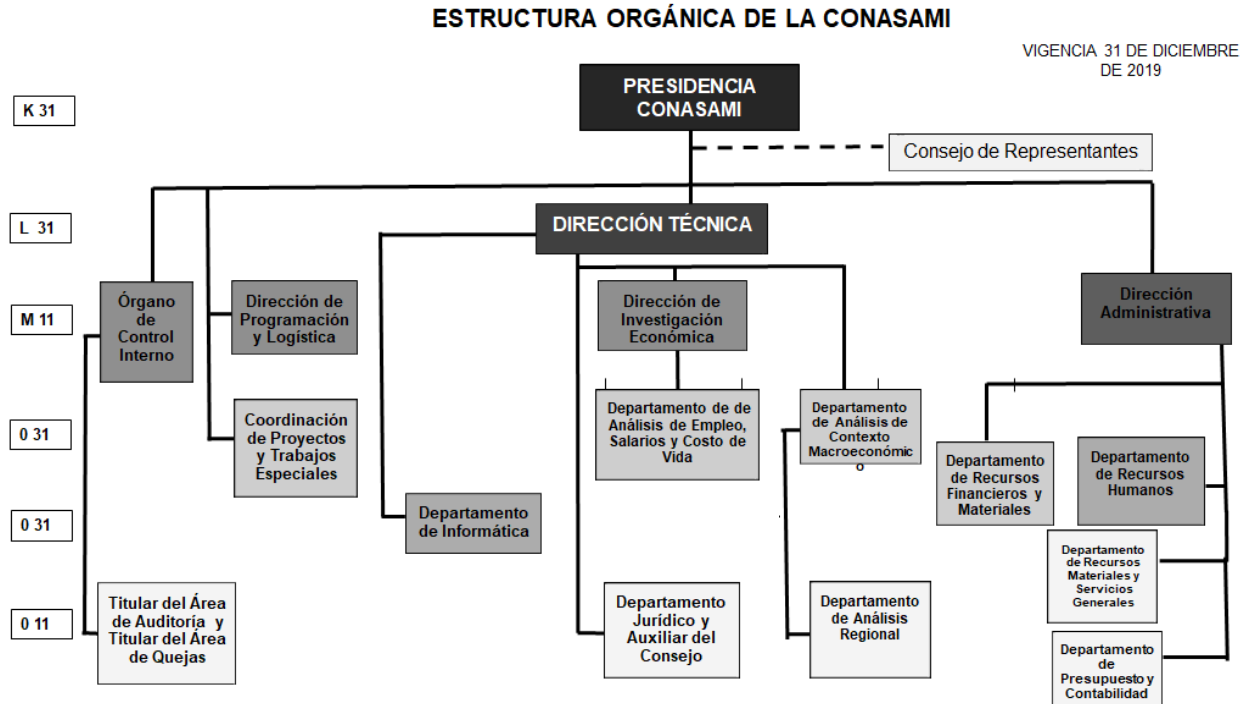 ESTRUCTURA ORGÁNICA DE LA CONASAMI
VIGENCIA 31 DE DICIEMBRE
DE 2019
PRESIDENCIA
CONASAMI
K 31
Consejo de Representantes
L 31
DIRECCIÓN TÉCNICA
M 11
Órgano
de
Control
Interno
Dirección de
Programación
y Logística
Dirección de
Investigación
Económica
Dirección
Administrativa
0 31
Coordinación
de Proyectos
y Trabajos
Especiales
Departamento de de
Análisis de Empleo,
Salarios y Costo de
Vida
Departamento
de Análisis de
Contexto
Macroeconómic
o
Departamento
de Recursos
Financieros y
Materiales
Departamento
de Recursos
Humanos
0 31
Departamento
de Informática
Departamento
de Recursos
Materiales y
Servicios
Generales
0 11
Titular del Área
de Auditoría y
Titular del Área
de Quejas
Departamento
Jurídico y
Auxiliar del
Consejo
Departamento
de Análisis
Regional
Departamento
de
Presupuesto y
Contabilidad